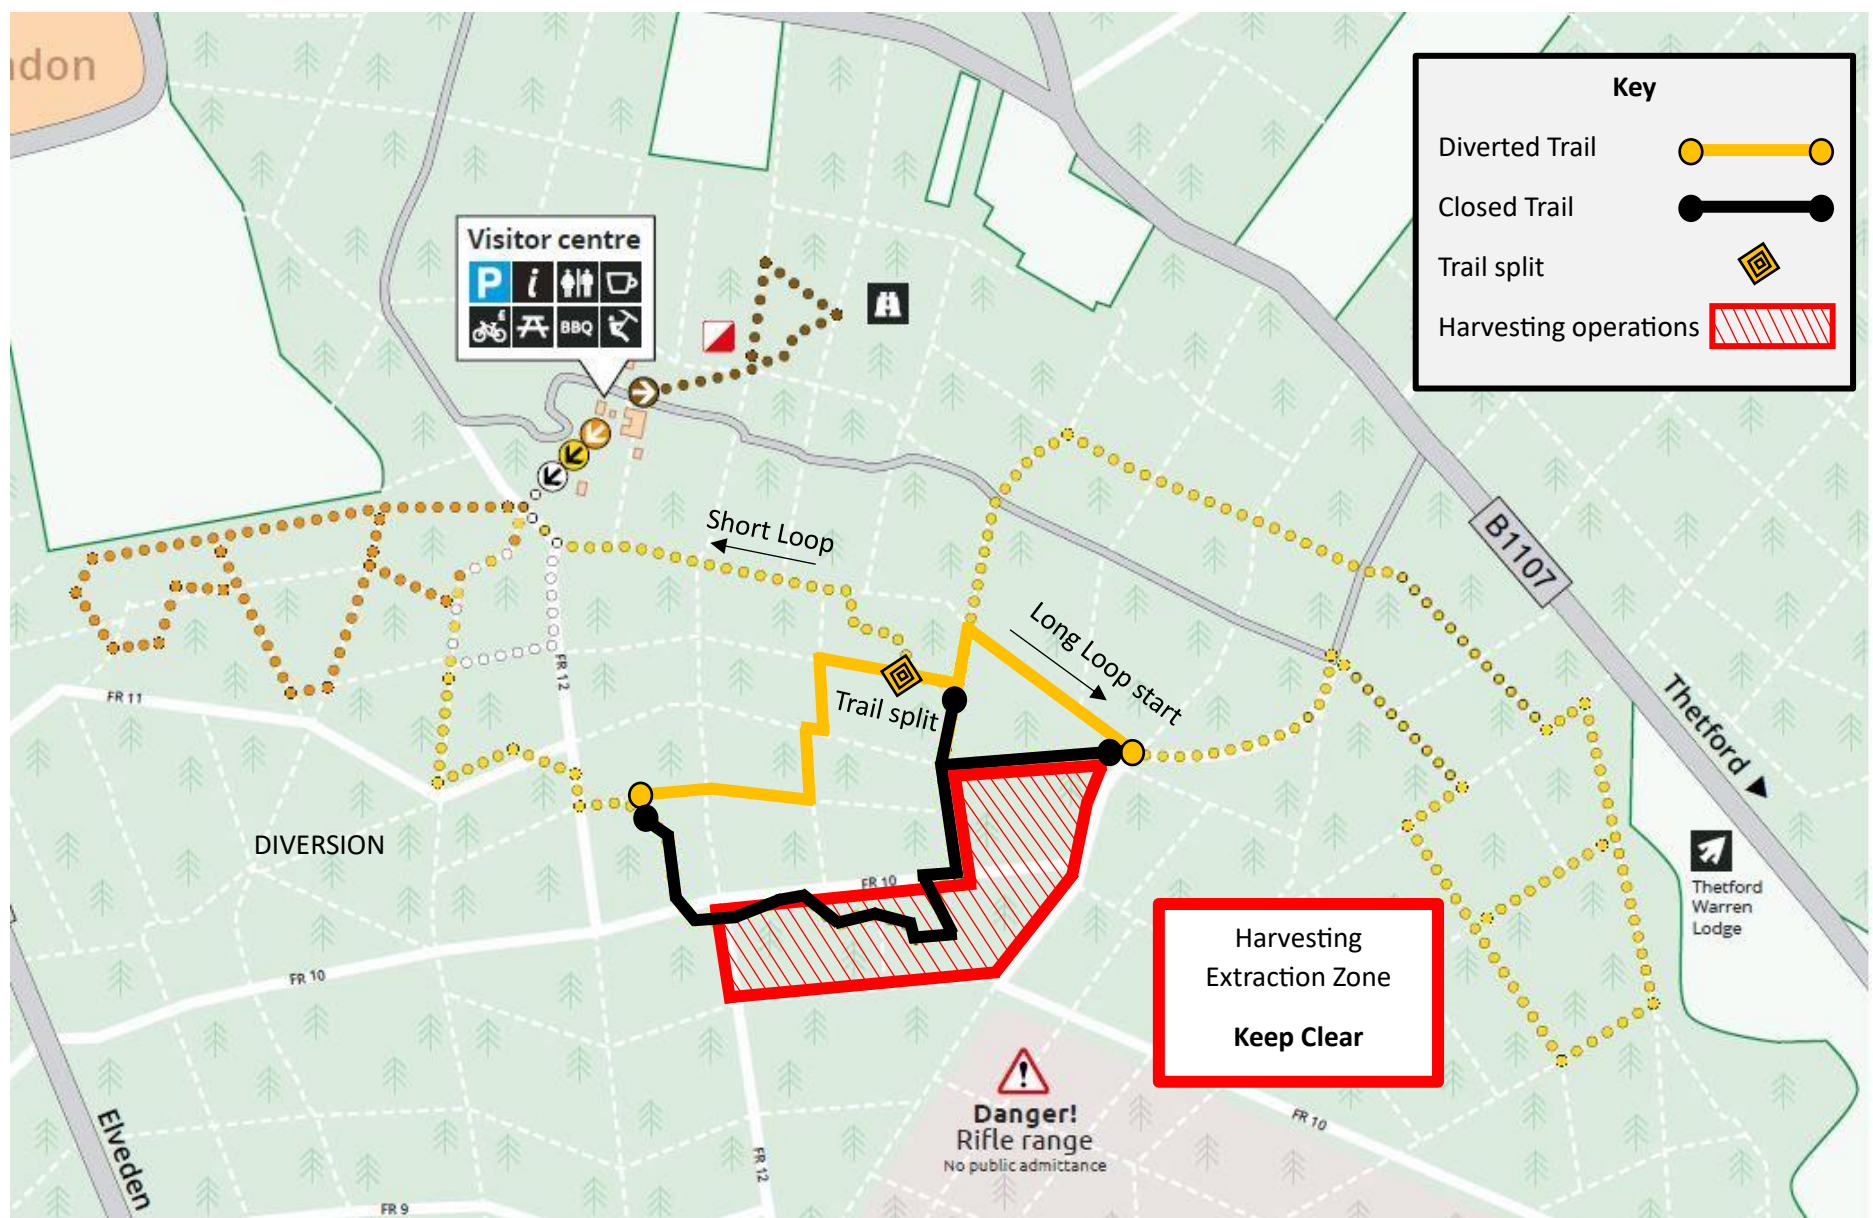 ndon
Key
Diverted Trail
Closed Trail
Trail split
Harvesting operations
Visitor centre
P
i
£
BBQ
B1107
Short Loop
Long Loop start
Trail split
FR 12
FR 11
Thetford
DIVERSION
FR 10
Thetford
Warren
Lodge
Harvesting
Extraction Zone
Keep Clear
FR 10
Danger!
Rifle range
No public admittance
FR 10
Elveden
FR 12
FR 9